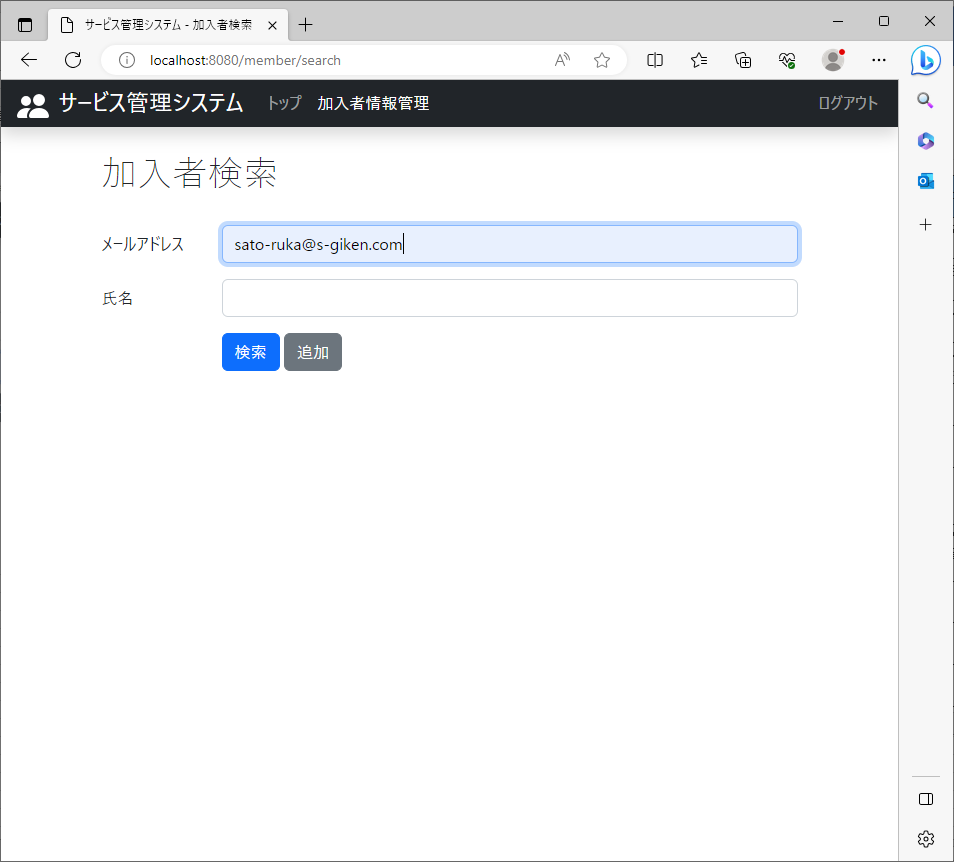 サービス管理システム - 加入者検索
localhost:8080/member/search
サービス管理システム トップ 加入者情報管理 ログアウト
加入者検索
メールアドレス sato-ruka@s-giken.com
氏名
検索 追加